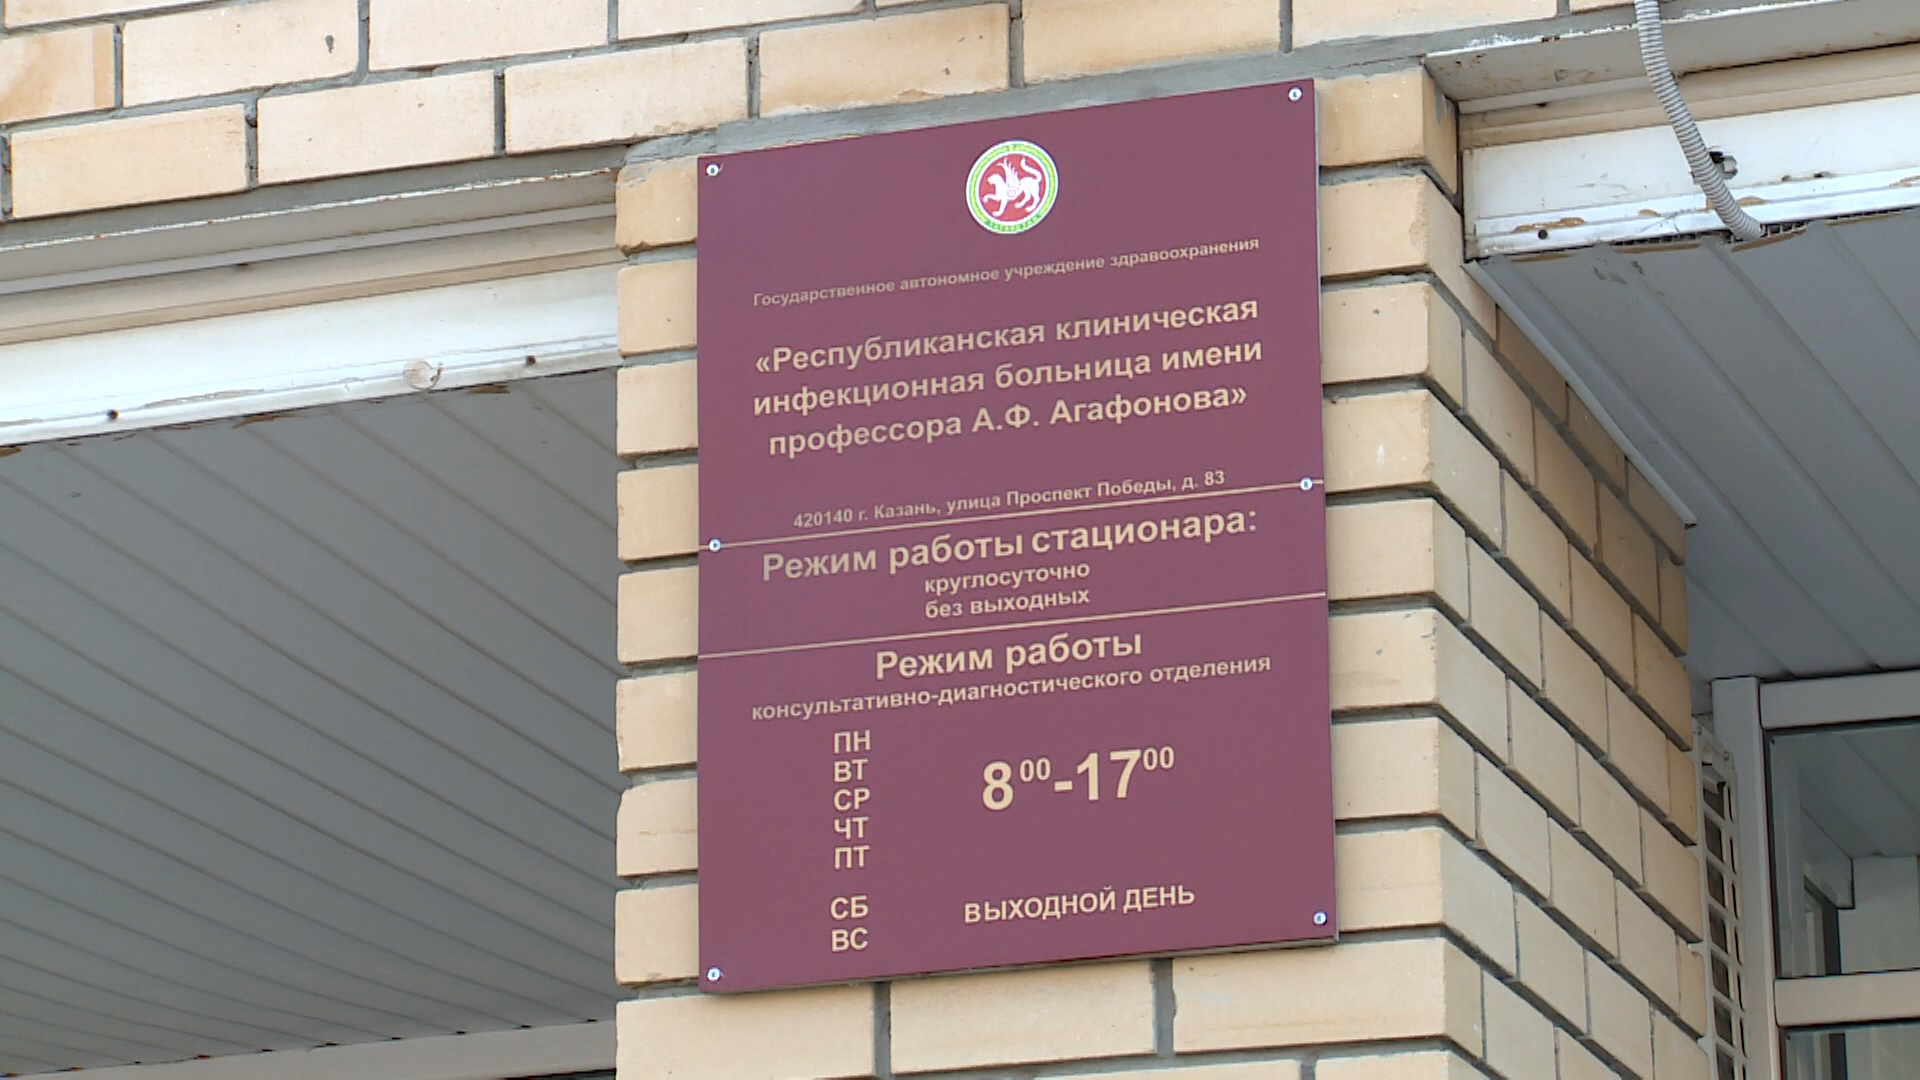 Государственное автономное учреждение здравоохранения
«Республиканская клиническая
инфекционная больница имени
профессора А.Ф. Агафонова»
420140 г. Казань, улица Проспект Победы, д. 83
Режим работы стационара:
круглосуточно
без выходных
Режим работы
консультативно-диагностического отделения
ПН
ВТ
СР
ЧТ
ПТ
8⁰⁰-17⁰⁰
СБ
ВС
ВЫХОДНОЙ ДЕНЬ